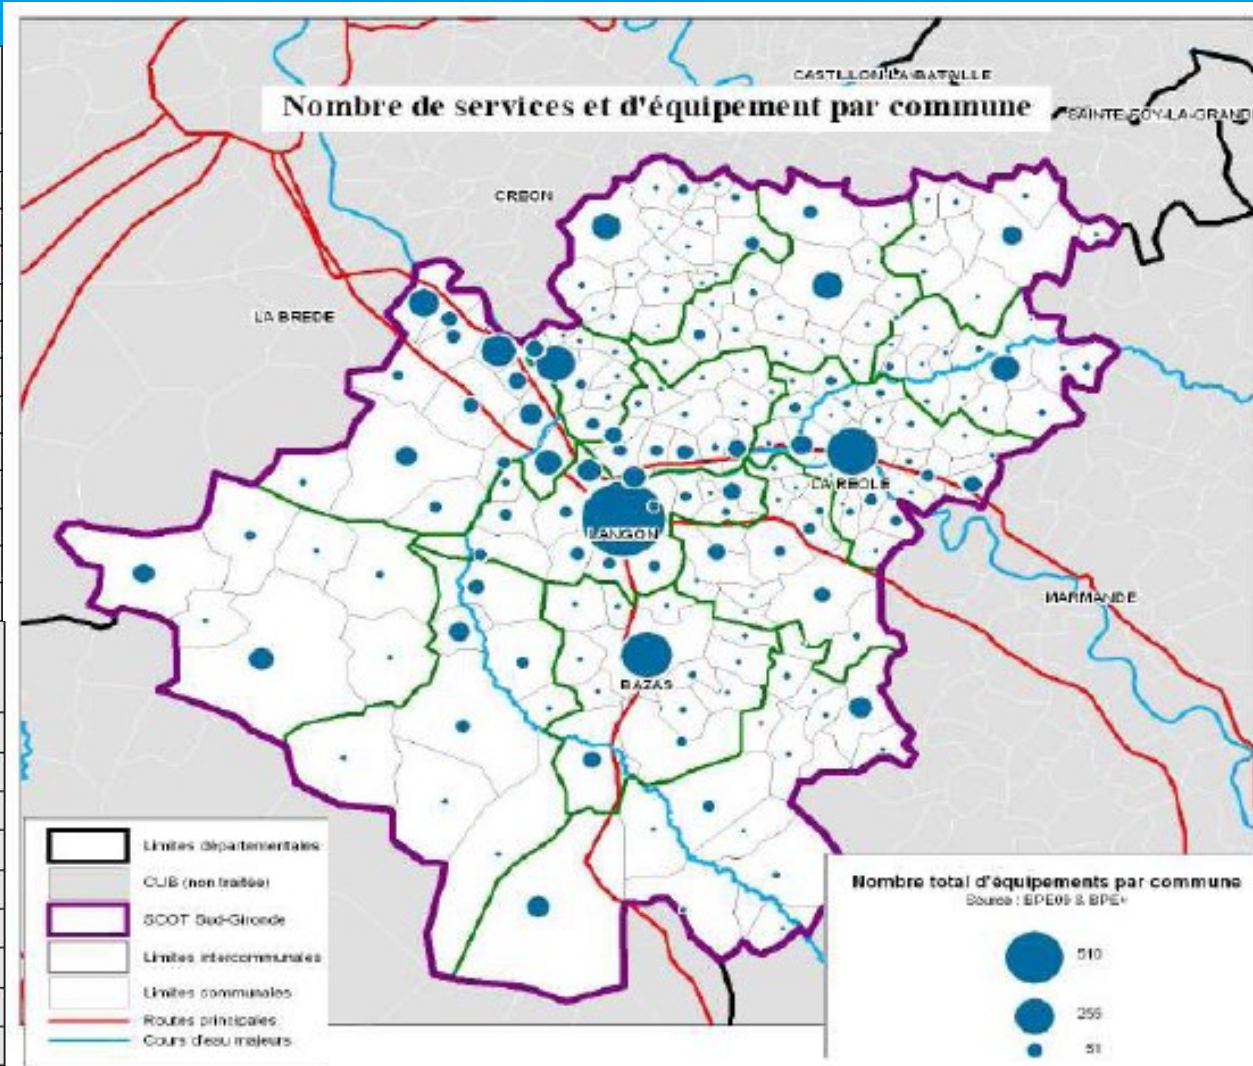 CASTILLON-LA-BATAILLE
Nombre de services et d'équipement par commune
SAINTE-FOY-LA-GRAND
CREON
LA BREDE
LA REOLE
LANGON
MARMANDE
BAZAS
Limites départementales
CUB (non traitée)
SCOT Sud-Gironde
Limites intercommunales
Limites communales
Routes principales
Cours d'eau majeurs
Nombre total d'équipements par commune
Source : BPE09 & BPE+
510
255
51